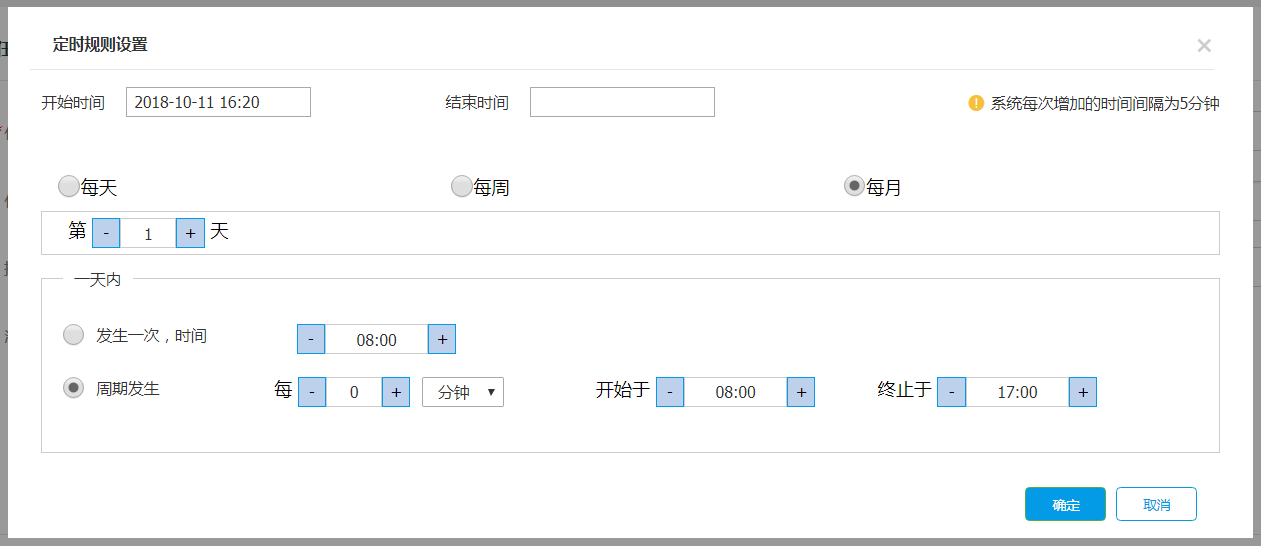 定时规则设置 ×
开始时间 2018-10-11 16:20 结束时间 ! 系统每次增加的时间间隔为5分钟
每天 每周 每月
第 - 1 + 天
一天内
发生一次，时间 - 08:00 +
周期发生 每 - 0 + 分钟 ▼ 开始于 - 08:00 + 终止于 - 17:00 +
确定 取消